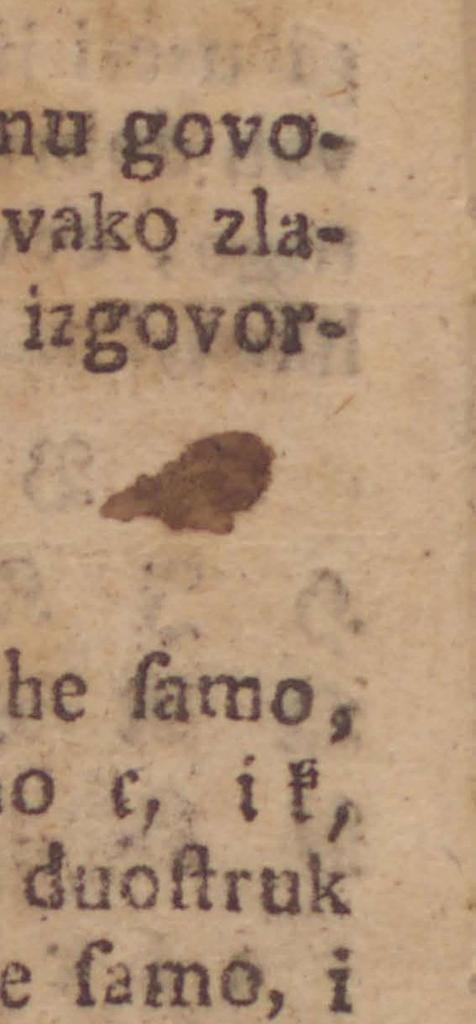 nu govo-
vako zla-
izgovor-
he ſamo,
o c, i k,
duoſtruk
e ſamo, i